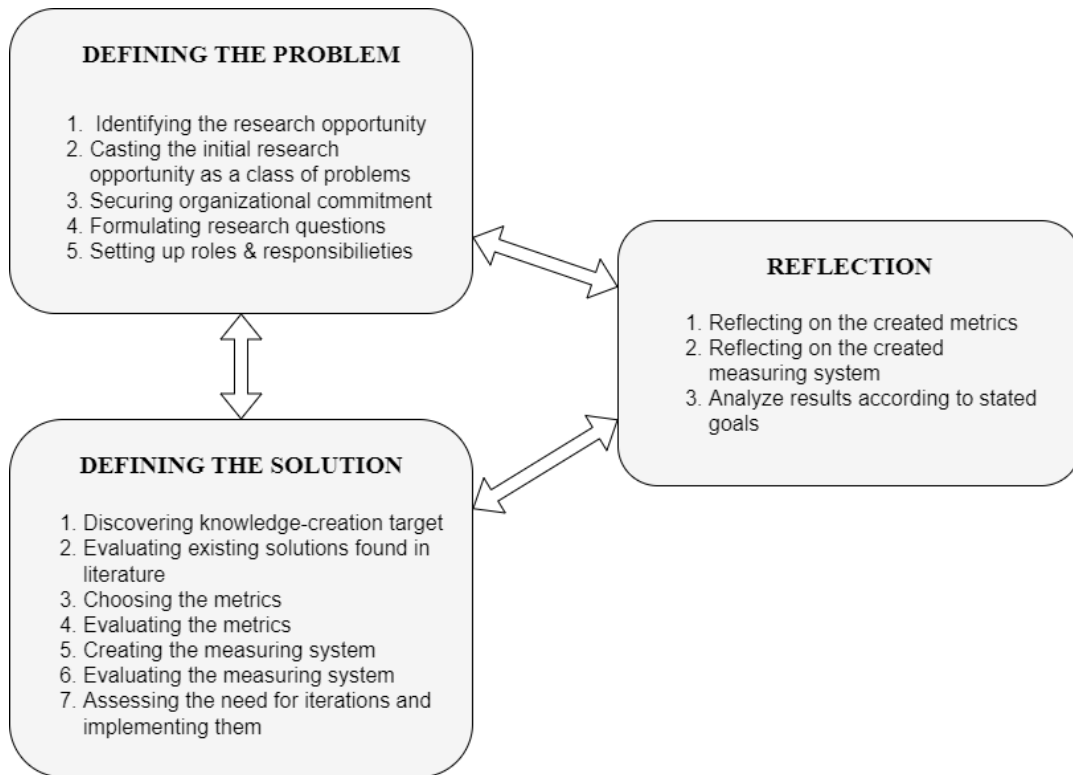 DEFINING THE PROBLEM
1. Identifying the research opportunity
2. Casting the initial research
opportunity as a class of problems
3. Securing organizational commitment
4. Formulating research questions
5. Setting up roles & responsibilieties
REFLECTION
1. Reflecting on the created metrics
2. Reflecting on the created
measuring system
3. Analyze results according to stated
goals
DEFINING THE SOLUTION
1. Discovering knowledge-creation target
2. Evaluating existing solutions found in
literature
3. Choosing the metrics
4. Evaluating the metrics
5. Creating the measuring system
6. Evaluating the measuring system
7. Assessing the need for iterations and
implementing them